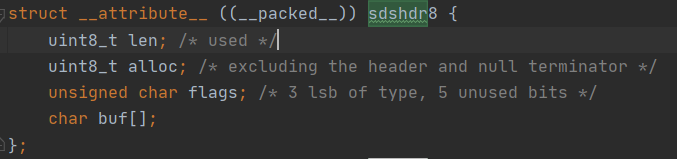 struct __attribute__ ((__packed__)) sdshdr8 {
    uint8_t len; /* used */
    uint8_t alloc; /* excluding the header and null terminator */
    unsigned char flags; /* 3 lsb of type, 5 unused bits */
    char buf[];
};